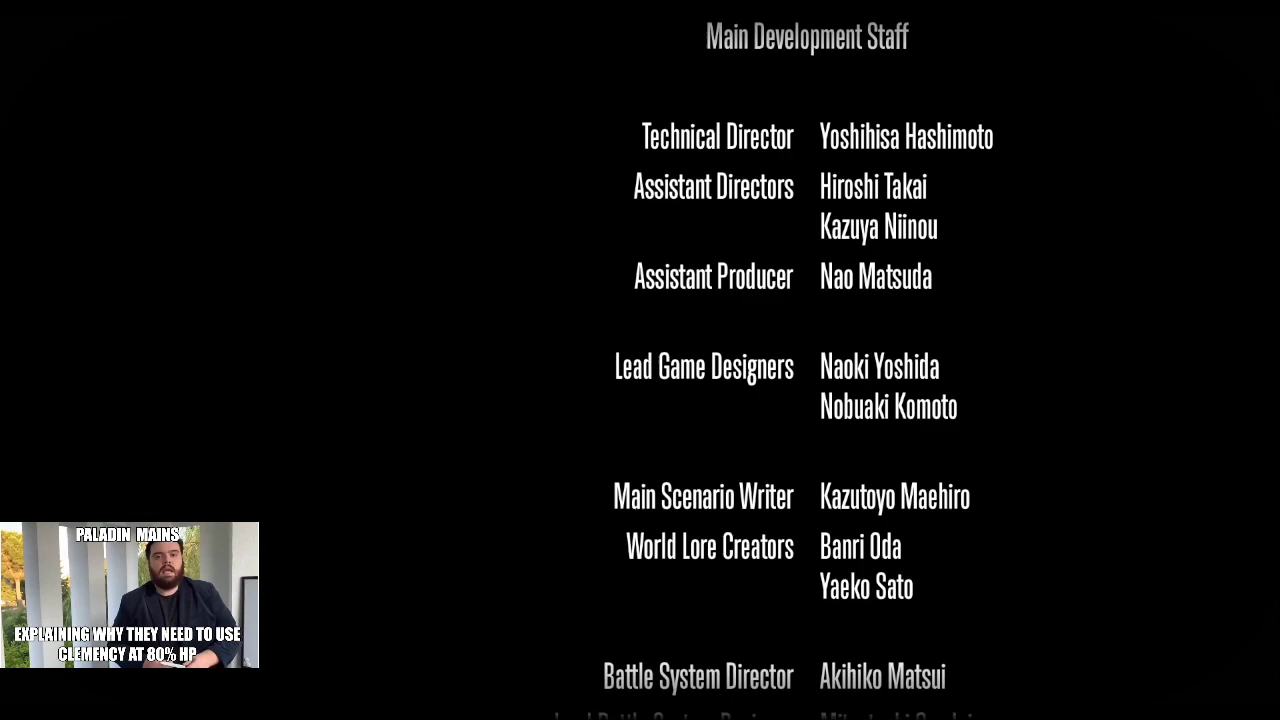 Main Development Staff
Technical Director Yoshihisa Hashimoto
Assistant Directors Hiroshi Takai
Kazuya Niinou
Assistant Producer Nao Matsuda
Lead Game Designers Naoki Yoshida
Nobuaki Komoto
Main Scenario Writer Kazutoyo Maehiro
World Lore Creators Banri Oda
Yaeko Sato
Battle System Director Akihiko Matsui
PALADIN MAINS
EXPLAINING WHY THEY NEED TO USE
CLEMENCY AT 80% HP